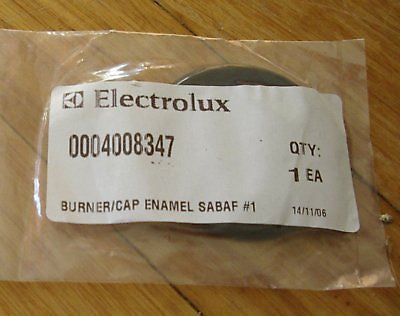 Electrolux
0004008347
QTY:
1 EA
BURNER/CAP ENAMEL SABAF #1
14/11/06